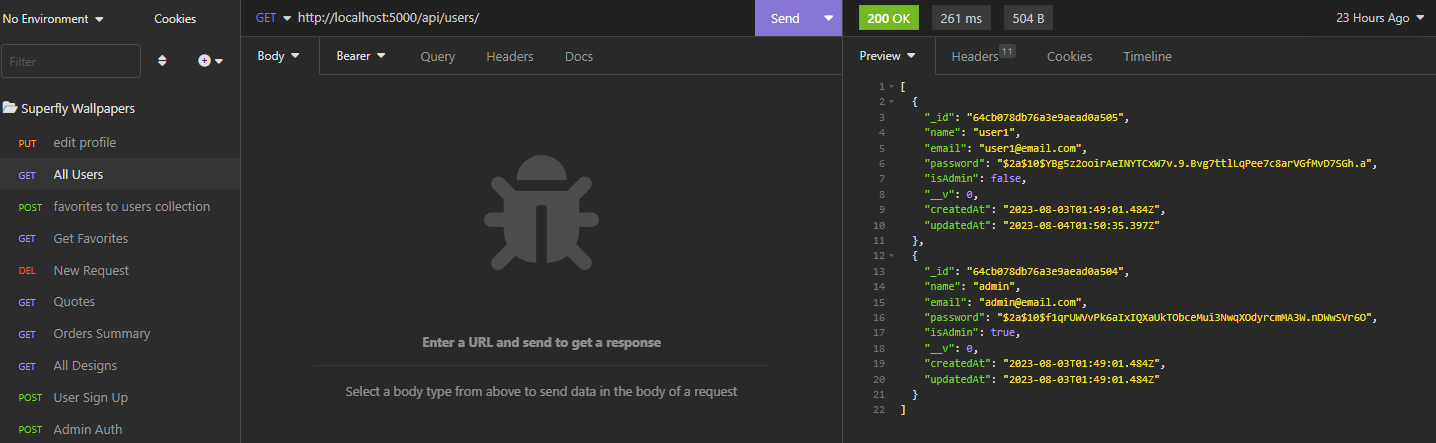 No Environment
Cookies
Filter
Superfly Wallpapers
PUT edit profile
GET All Users
POST favorites to users collection
GET Get Favorites
DEL New Request
GET Quotes
GET Orders Summary
GET All Designs
POST User Sign Up
POST Admin Auth
GET http://localhost:5000/api/users/ Send
Body Bearer Query Headers Docs
Enter a URL and send to get a response
Select a body type from above to send data in the body of a request
200 OK 261 ms 504 B 23 Hours Ago
Preview Headers 11 Cookies Timeline
1 [
2 {
3 "_id": "64cb078db76a3e9aead0a505",
4 "name": "user1",
5 "email": "user1@email.com",
6 "password": "$2a$10$YBg5z2ooirAeINYTCxW7v.9.Bvg7ttlLqPee7c8arVGfMvD7SGh.a",
7 "isAdmin": false,
8 "__v": 0,
9 "createdAt": "2023-08-03T01:49:01.484Z",
10 "updatedAt": "2023-08-04T01:50:35.397Z"
11 },
12 {
13 "_id": "64cb078db76a3e9aead0a504",
14 "name": "admin",
15 "email": "admin@email.com",
16 "password": "$2a$10$f1qrUWVvPk6aIxIQXaUkTObceMui3NwqXOdyrcmMA3W.nDWwSVr6O",
17 "isAdmin": true,
18 "__v": 0,
19 "createdAt": "2023-08-03T01:49:01.484Z",
20 "updatedAt": "2023-08-03T01:49:01.484Z"
21 }
22 ]